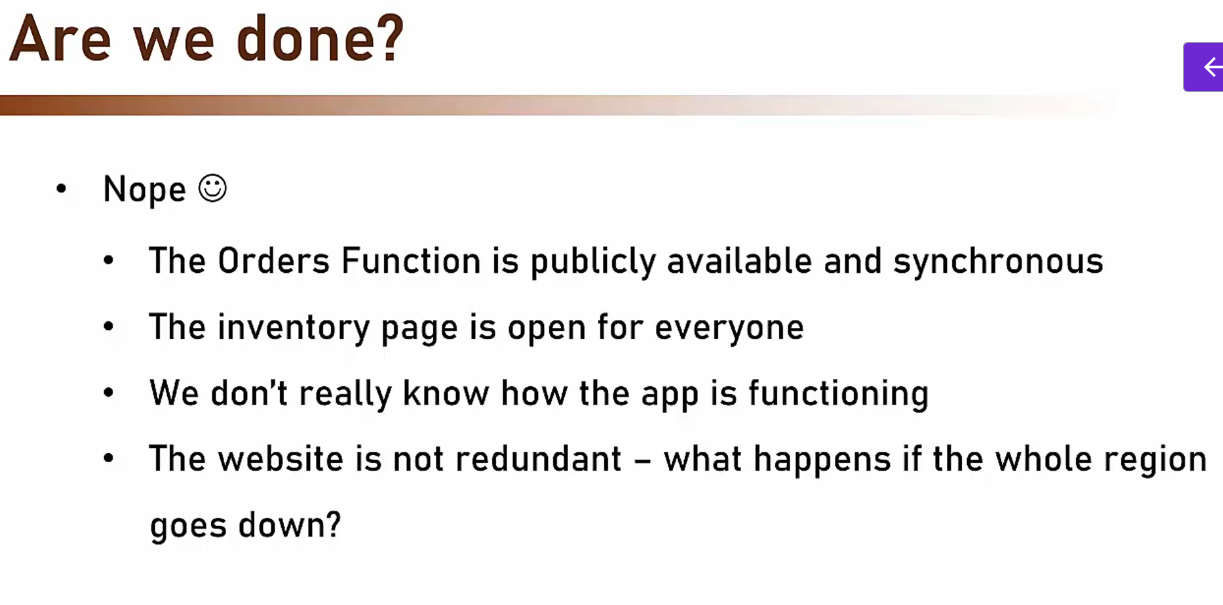 Are we done?
• Nope ☺
• The Orders Function is publicly available and synchronous
• The inventory page is open for everyone
• We don’t really know how the app is functioning
• The website is not redundant – what happens if the whole region
goes down?